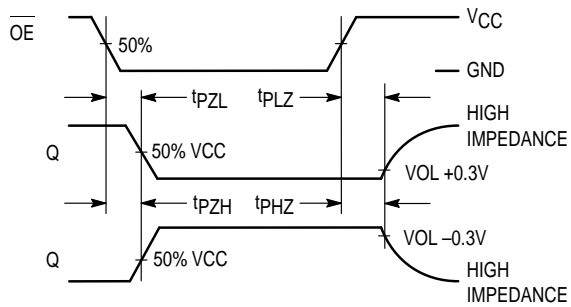 OE
50%
VCC
GND
tPZL
tPLZ
HIGH
IMPEDANCE
Q
50% VCC
VOL +0.3V
tPZH
tPHZ
VOL –0.3V
Q
50% VCC
HIGH
IMPEDANCE